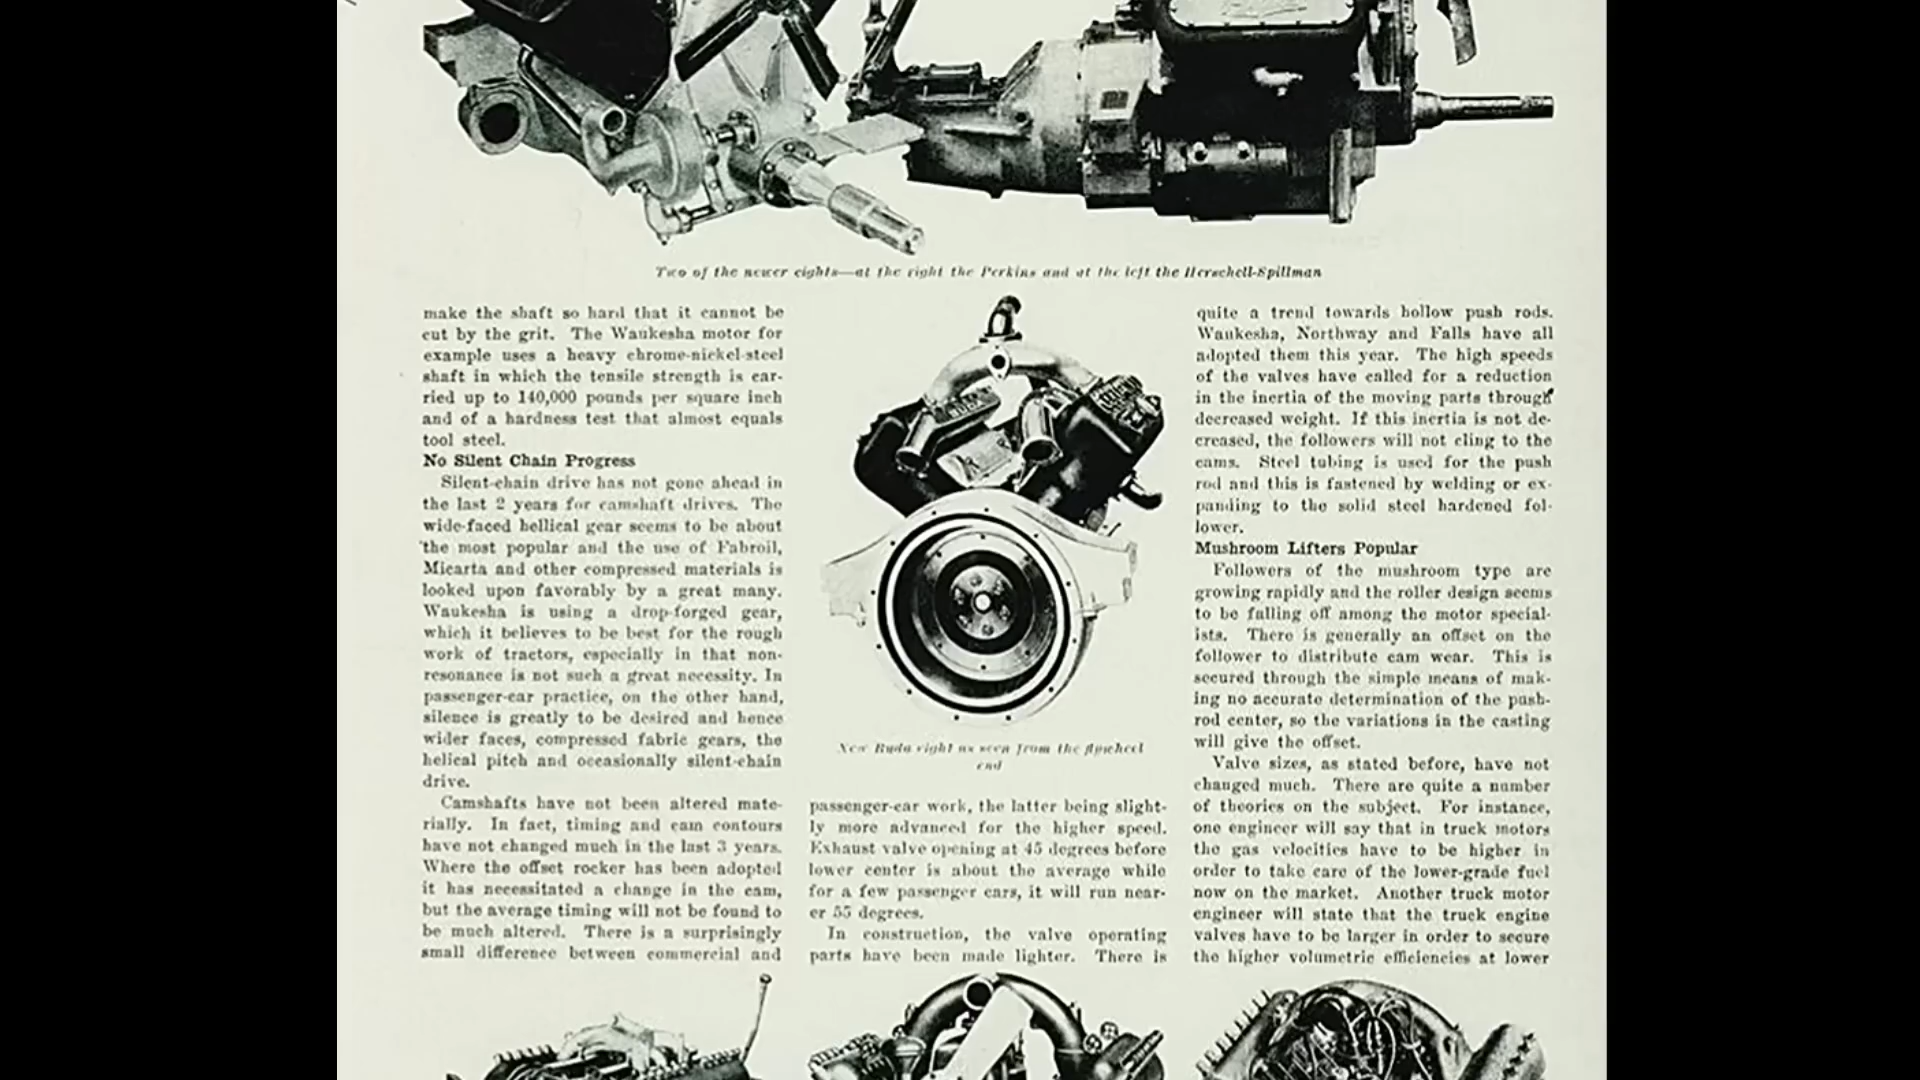 Two of the newer eights—at the right the Perkins and at the left the Herschell-Spillman
make the shaft so hard that it cannot be
cut by the grit. The Waukesha motor for
example uses a heavy chrome-nickel-steel
shaft in which the tensile strength is car-
ried up to 140,000 pounds per square inch
and of a hardness test that almost equals
tool steel.
No Silent Chain Progress
Silent-chain drive has not gone ahead in
the last 2 years for camshaft drives. The
wide-faced hellical gear seems to be about
the most popular and the use of Fabroil,
Micarta and other compressed materials is
looked upon favorably by a great many.
Waukesha is using a drop-forged gear,
which it believes to be best for the rough
work of tractors, especially in that non-
resonance is not such a great necessity. In
passenger-car practice, on the other hand,
silence is greatly to be desired and hence
wider faces, compressed fabric gears, the
helical pitch and occasionally silent-chain
drive.
Camshafts have not been altered mate-
rially. In fact, timing and cam contours
have not changed much in the last 3 years.
Where the offset rocker has been adopted
it has necessitated a change in the cam,
but the average timing will not be found to
be much altered. There is a surprisingly
small difference between commercial and
New Buda eight as seen from the flywheel
end
passenger-car work, the latter being slight-
ly more advanced for the higher speed.
Exhaust valve opening at 45 degrees before
lower center is about the average while
for a few passenger cars, it will run near-
er 55 degrees.
In construction, the valve operating
parts have been made lighter. There is
quite a trend towards hollow push rods.
Waukesha, Northway and Falls have all
adopted them this year. The high speeds
of the valves have called for a reduction
in the inertia of the moving parts through
decreased weight. If this inertia is not de-
creased, the followers will not cling to the
cams. Steel tubing is used for the push
rod and this is fastened by welding or ex-
panding to the solid steel hardened fol-
lower.
Mushroom Lifters Popular
Followers of the mushroom type are
growing rapidly and the roller design seems
to be falling off among the motor special-
ists. There is generally an offset on the
follower to distribute cam wear. This is
secured through the simple means of mak-
ing no accurate determination of the push-
rod center, so the variations in the casting
will give the offset.
Valve sizes, as stated before, have not
changed much. There are quite a number
of theories on the subject. For instance,
one engineer will say that in truck motors
the gas velocities have to be higher in
order to take care of the lower-grade fuel
now on the market. Another truck motor
engineer will state that the truck engine
valves have to be larger in order to secure
the higher volumetric efficiencies at lower